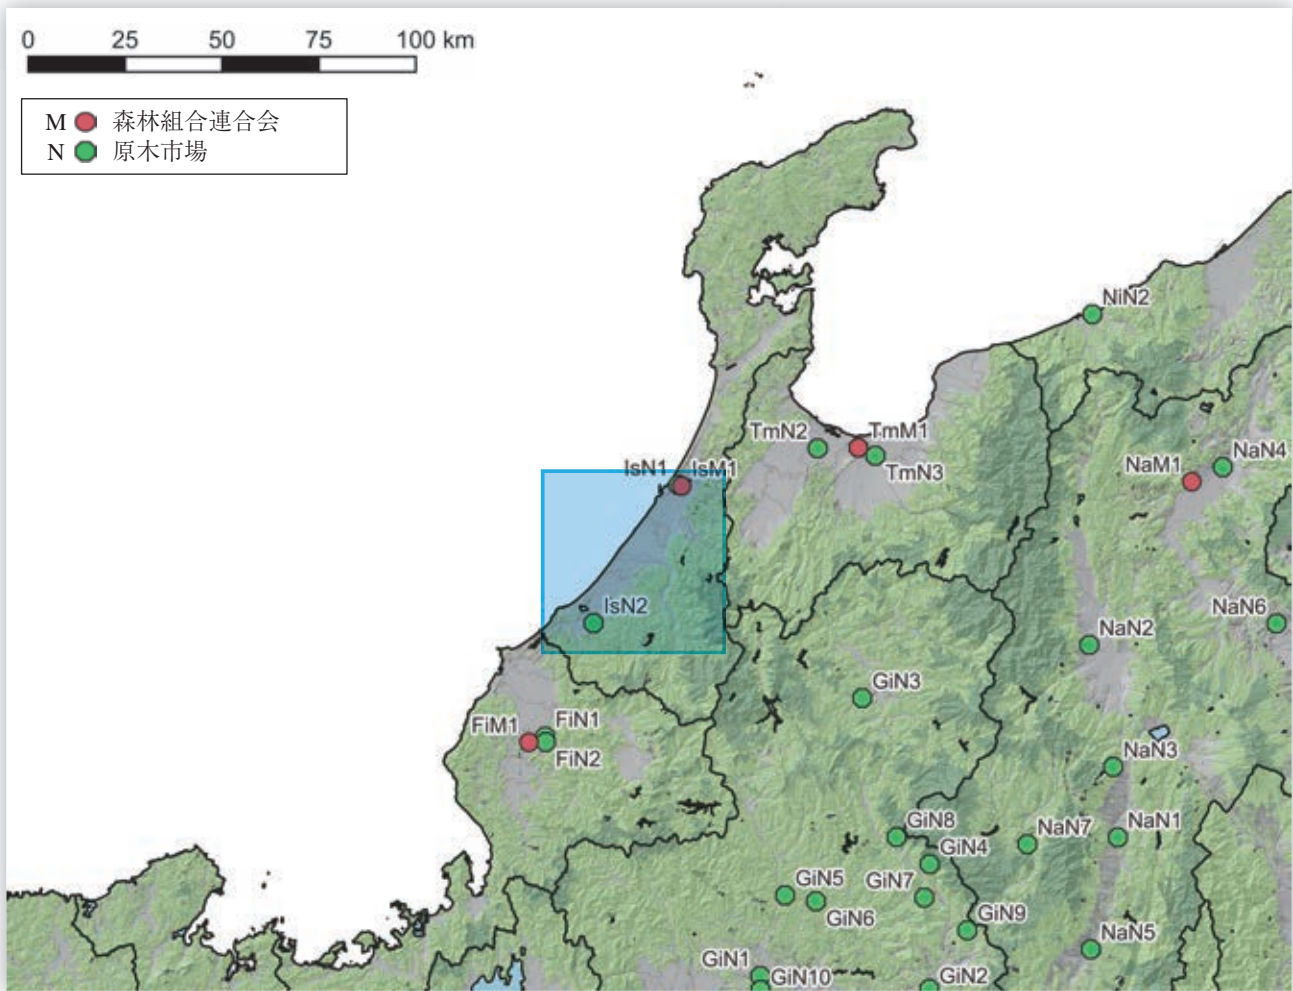 0 25 50 75 100 km
M 森林組合連合会
N 原木市場
NiN2
TmN2
TmM1
TmN3
NaM1
NaN4
IsN1
IsM1
IsN2
NaN6
NaN2
GiN3
FiM1
FiN1
FiN2
NaN3
GiN8
GiN4
NaN7
NaN1
GiN5
GiN7
GiN6
GiN9
NaN5
GiN1
GiN10
GiN2